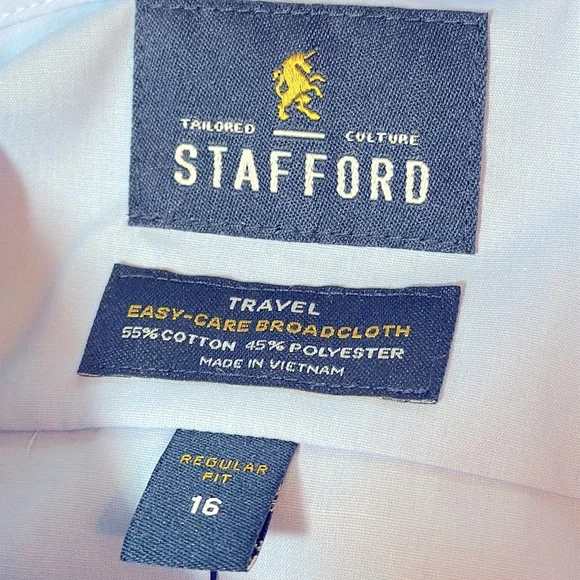 TAILORED CULTURE
STAFFORD
TRAVEL
EASY-CARE BROADCLOTH
55% COTTON 45% POLYESTER
MADE IN VIETNAM
REGULAR
FIT
16